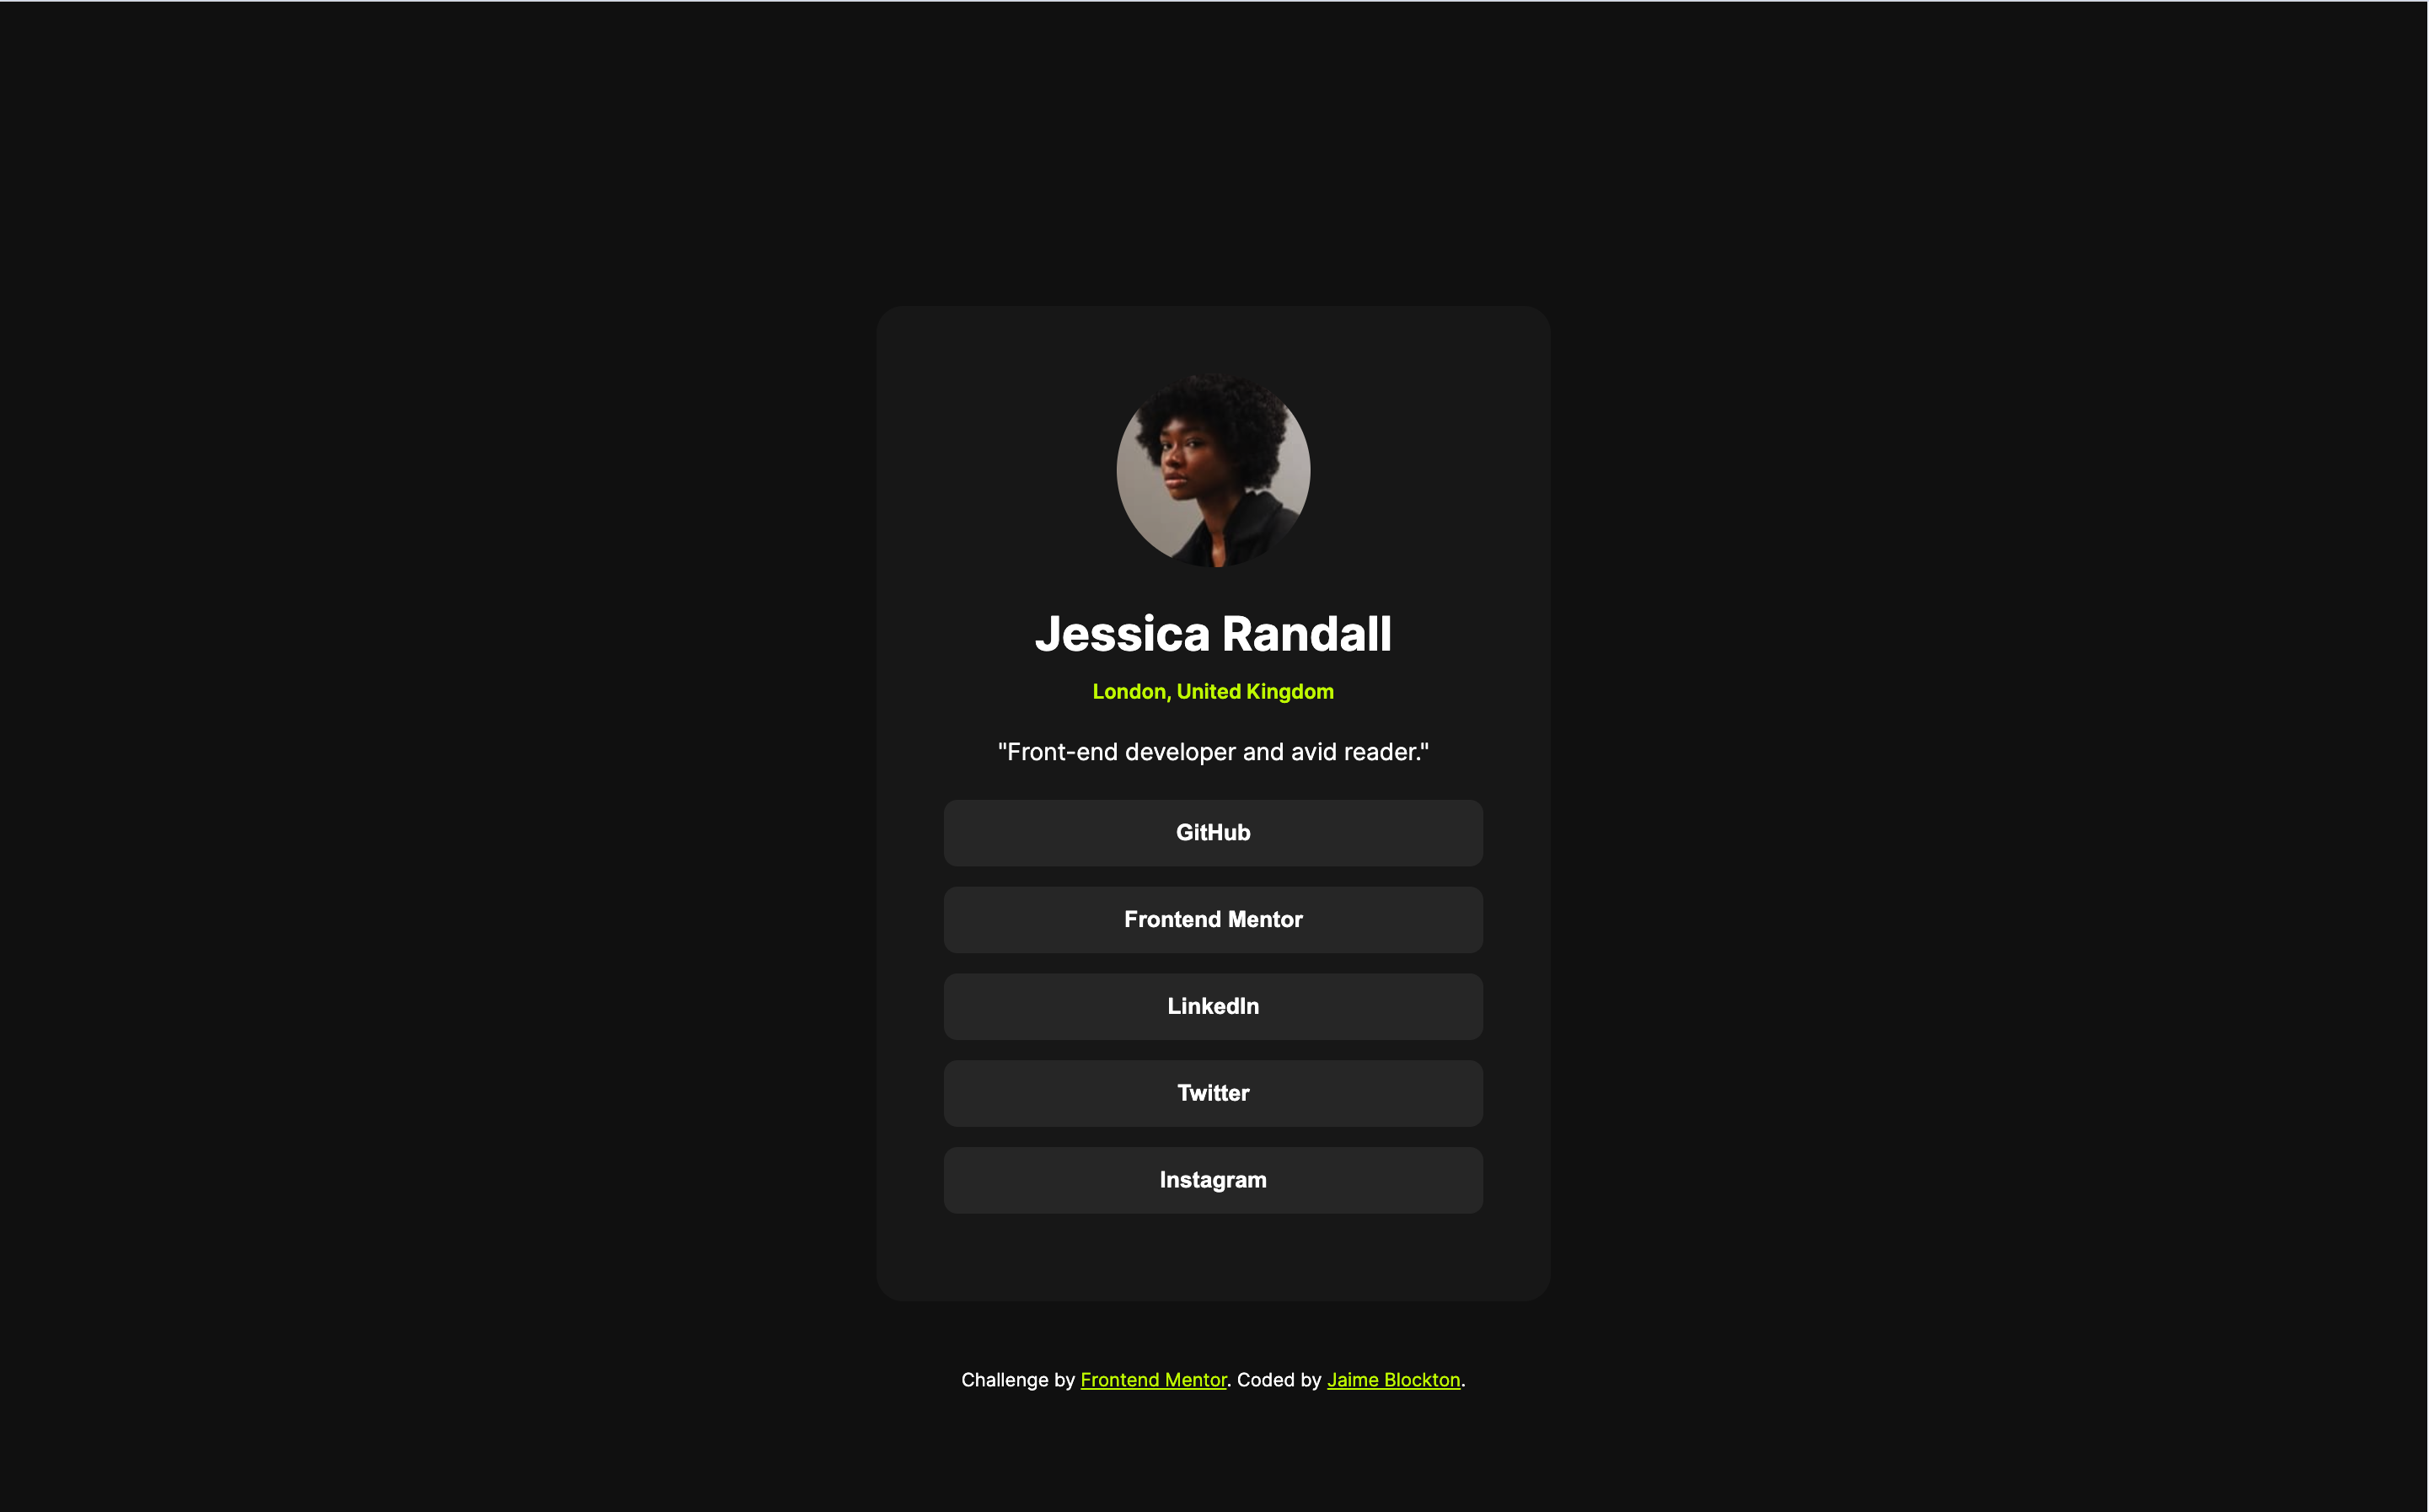 Jessica Randall
London, United Kingdom
"Front-end developer and avid reader."
GitHub
Frontend Mentor
LinkedIn
Twitter
Instagram
Challenge by Frontend Mentor. Coded by Jaime Blockton.